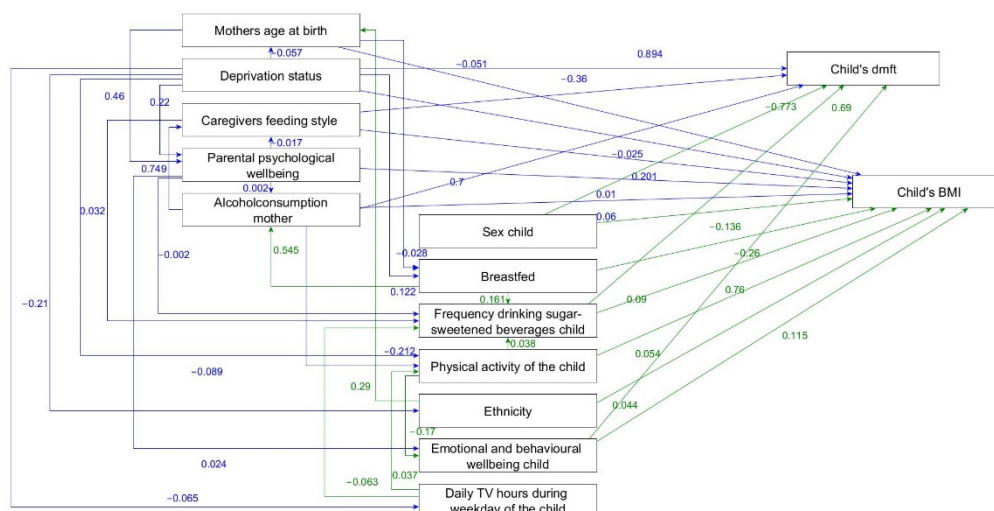 Mothers age at birth
−0.057
−0.051
0.894
Deprivation status
−0.36
Child's dmft
0.46
0.22
−0.773
0.69
Caregivers feeding style
0.017
−0.025
0.749
Parental psychological
wellbeing
0.201
0.7
0.002
0.01
Child's BMI
0.032
Alcoholconsumption
mother
0.06
Sex child
−0.136
0.545
−0.002
−0.028
−0.26
Breastfed
0.76
0.122
0.161
−0.21
0.09
Frequency drinking sugar-
sweetened beverages child
0.115
0.038
−0.212
0.054
Physical activity of the child
−0.089
0.29
0.044
Ethnicity
−0.17
Emotional and behavioural
wellbeing child
0.024
0.037
−0.063
−0.065
Daily TV hours during
weekday of the child